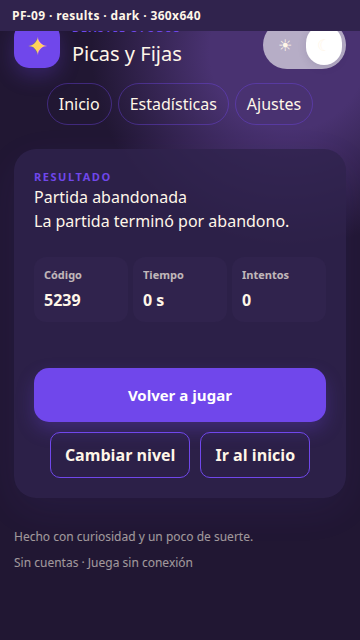 PF-09 · results · dark · 360x640
Picas y Fijas
Inicio
Estadísticas
Ajustes
RESULTADO
Partida abandonada
La partida terminó por abandono.
Código
5239
Tiempo
0 s
Intentos
0
Volver a jugar
Cambiar nivel
Ir al inicio
Hecho con curiosidad y un poco de suerte.
Sin cuentas · Juega sin conexión